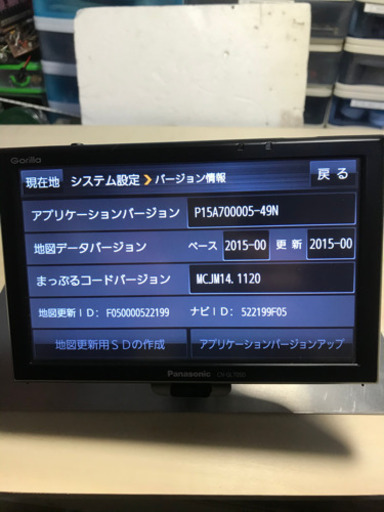 Gorilla
現在地 システム設定 バージョン情報 戻る
アプリケーションバージョン P15A700005-49N
地図データバージョン ベース 2015-00 更新 2015-00
まっぷるコードバージョン MCJM14.1120
地図更新ID: F050000522199 ナビID: 522199F05
地図更新用SDの作成 アプリケーションバージョンアップ
Panasonic